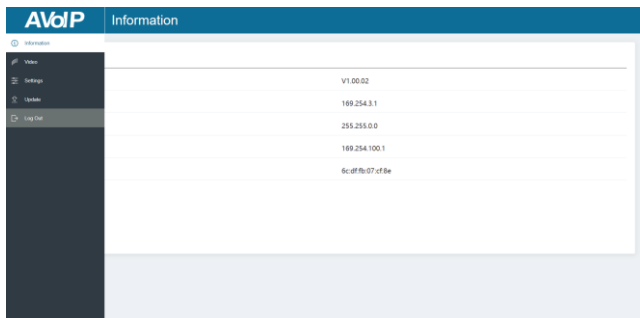 AVoIP
Information
Information
Video
Settings
Update
Log Out
V1.00.02
169.254.3.1
255.255.0.0
169.254.100.1
6c:df:fb:07:cf:8e